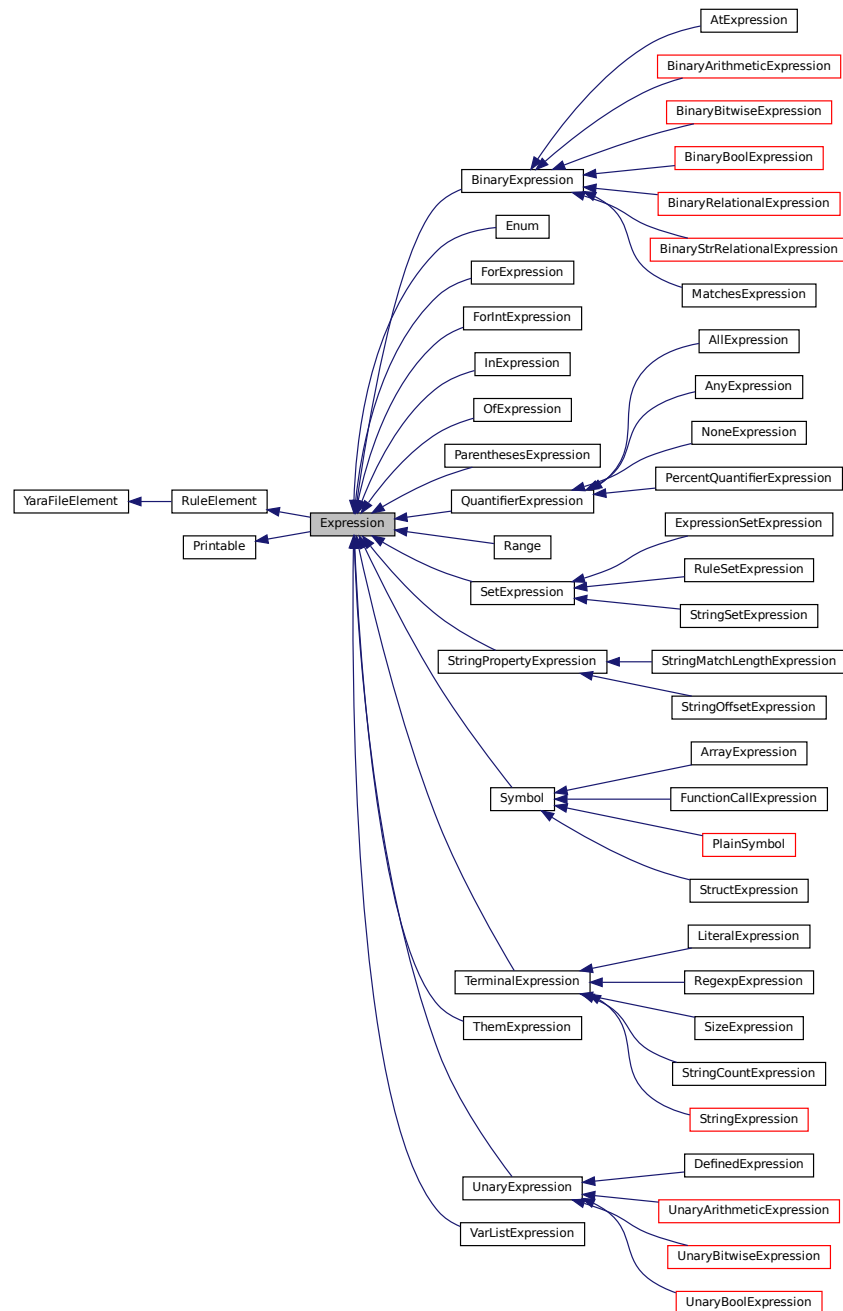 AtExpression
BinaryArithmeticExpression
BinaryBitwiseExpression
BinaryBoolExpression
BinaryExpression
BinaryRelationalExpression
Enum
BinaryStrRelationalExpression
ForExpression
MatchesExpression
ForIntExpression
AllExpression
InExpression
AnyExpression
OfExpression
NoneExpression
ParenthesesExpression
PercentQuantifierExpression
YaraFileElement
RuleElement
QuantifierExpression
Expression
ExpressionSetExpression
Printable
Range
RuleSetExpression
SetExpression
StringSetExpression
StringPropertyExpression
StringMatchLengthExpression
StringOffsetExpression
ArrayExpression
Symbol
FunctionCallExpression
PlainSymbol
StructExpression
LiteralExpression
TerminalExpression
RegexpExpression
ThemExpression
SizeExpression
StringCountExpression
StringExpression
DefinedExpression
UnaryExpression
UnaryArithmeticExpression
VarListExpression
UnaryBitwiseExpression
UnaryBoolExpression